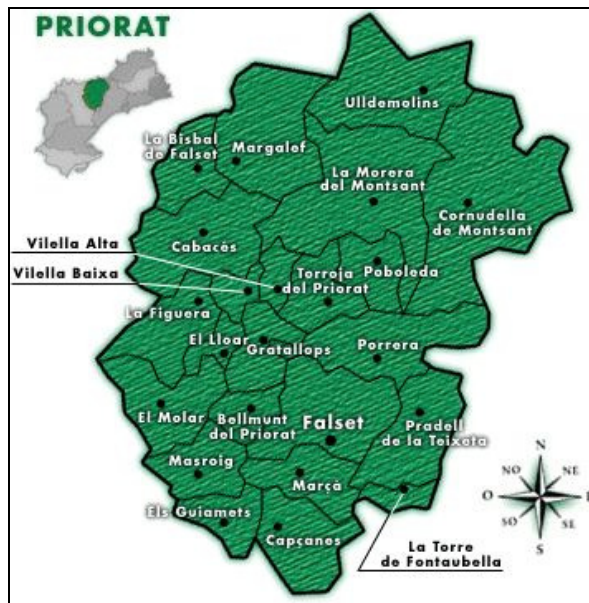 PRIORAT
Ulldemolins
La Bisbal
de Falset
Margalef
La Morera
del Montsant
Cornudella
de Montsant
Cabacès
Vilella Alta
Vilella Baixa
Torroja
del Priorat
Poboleda
La Figuera
El Lloar
Gratallops
Porrera
El Molar
Bellmunt
del Priorat
Falset
Pradell
de la Teixeta
Masroig
Marçà
Els Guiamets
Capçanes
La Torre
de Fontaubella
N
NO
NE
O
E
SO
SE
S